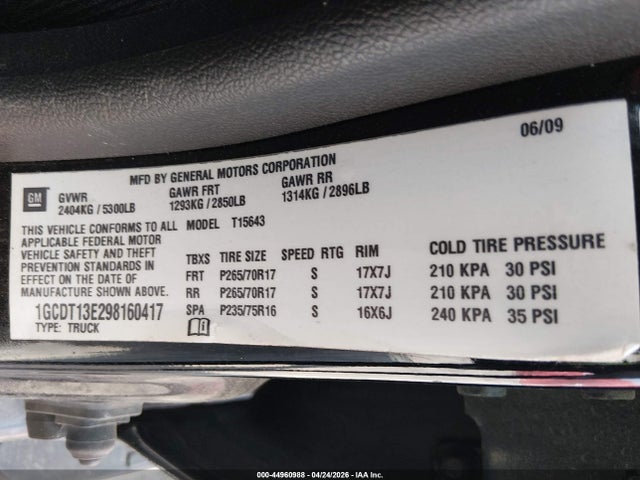 06/09
MFD BY GENERAL MOTORS CORPORATION
GM
GVWR GAWR FRT GAWR RR
2404KG / 5300LB 1293KG / 2850LB 1314KG / 2896LB
THIS VEHICLE CONFORMS TO ALL MODEL T15643
APPLICABLE FEDERAL MOTOR
VEHICLE SAFETY AND THEFT
PREVENTION STANDARDS IN
EFFECT ON THE DATE OF
MANUFACTURE SHOWN ABOVE.
TBXS TIRE SIZE SPEED RTG RIM COLD TIRE PRESSURE
FRT P265/70R17 S 17X7J 210 KPA 30 PSI
RR P265/70R17 S 17X7J 210 KPA 30 PSI
SPA P235/75R16 S 16X6J 240 KPA 35 PSI
1GCDT13E298160417
TYPE: TRUCK
000-44960988 - 04/24/2026 - IAA Inc.